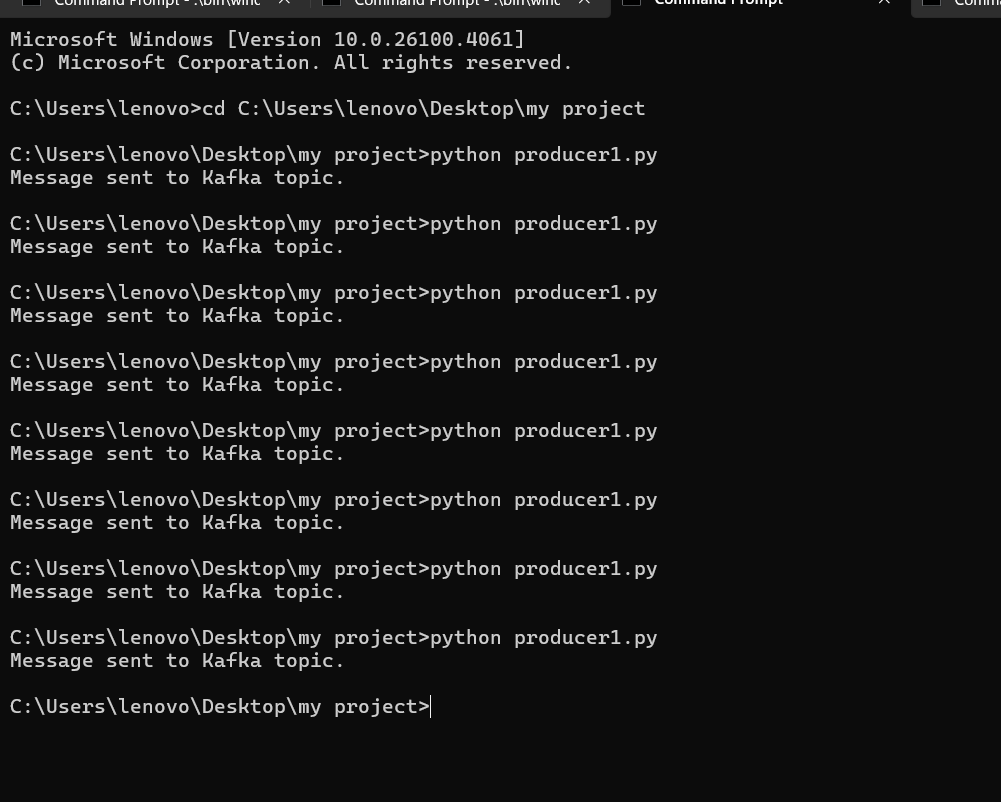 Command Prompt - .\bin\winc
Command Prompt - .\bin\winc
Command Prompt
Microsoft Windows [Version 10.0.26100.4061]
(c) Microsoft Corporation. All rights reserved.
C:\Users\lenovo>cd C:\Users\lenovo\Desktop\my project
C:\Users\lenovo\Desktop\my project>python producer1.py
Message sent to Kafka topic.
C:\Users\lenovo\Desktop\my project>python producer1.py
Message sent to Kafka topic.
C:\Users\lenovo\Desktop\my project>python producer1.py
Message sent to Kafka topic.
C:\Users\lenovo\Desktop\my project>python producer1.py
Message sent to Kafka topic.
C:\Users\lenovo\Desktop\my project>python producer1.py
Message sent to Kafka topic.
C:\Users\lenovo\Desktop\my project>python producer1.py
Message sent to Kafka topic.
C:\Users\lenovo\Desktop\my project>python producer1.py
Message sent to Kafka topic.
C:\Users\lenovo\Desktop\my project>python producer1.py
Message sent to Kafka topic.
C:\Users\lenovo\Desktop\my project>